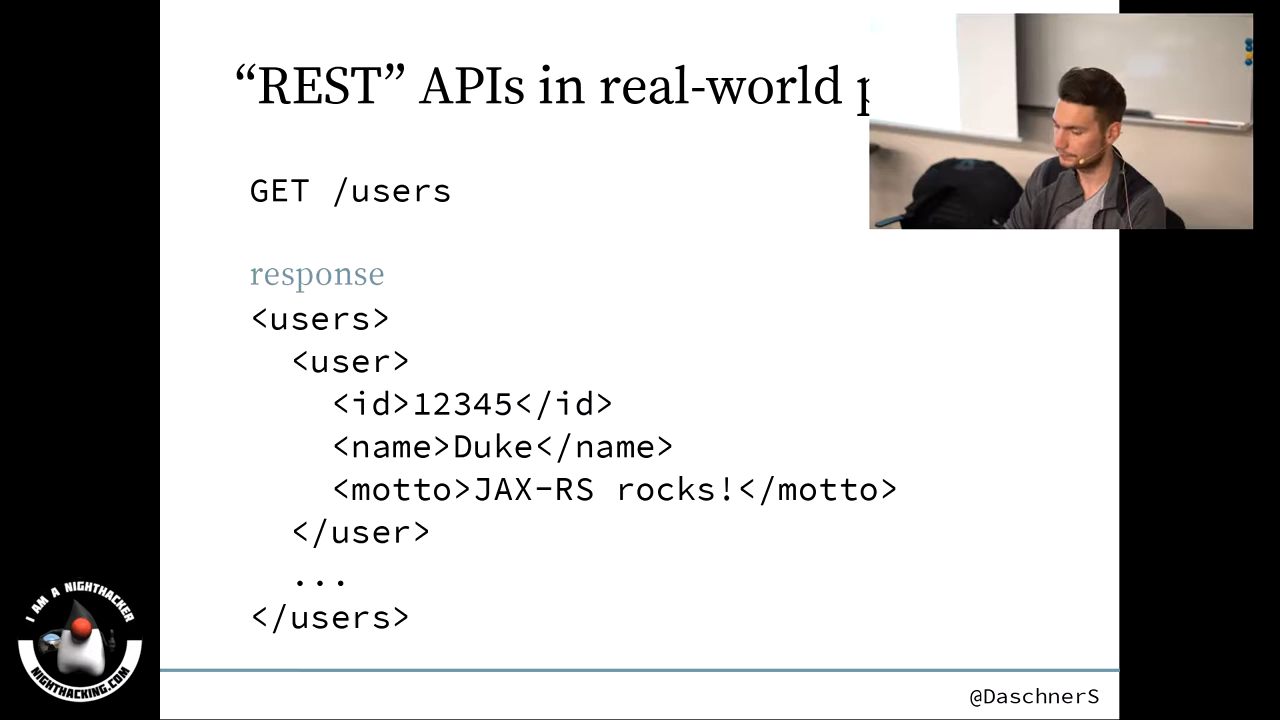 “REST” APIs in real-world
GET /users
response
<users>
<user>
<id>12345</id>
<name>Duke</name>
<motto>JAX-RS rocks!</motto>
</user>
...
</users>
I AM A NIGHTHACKER
NIGHTHACKING.COM
@DaschnerS